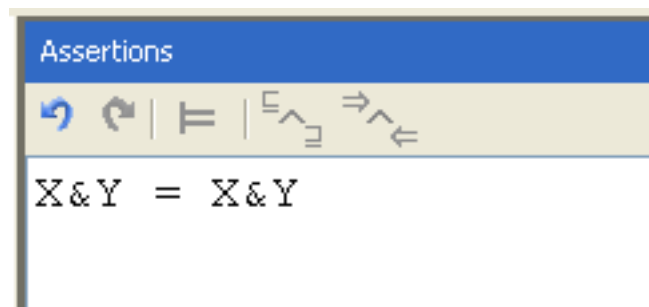 Assertions
⊨ ⊑^⊒ ⇒^⇐
X&Y = X&Y